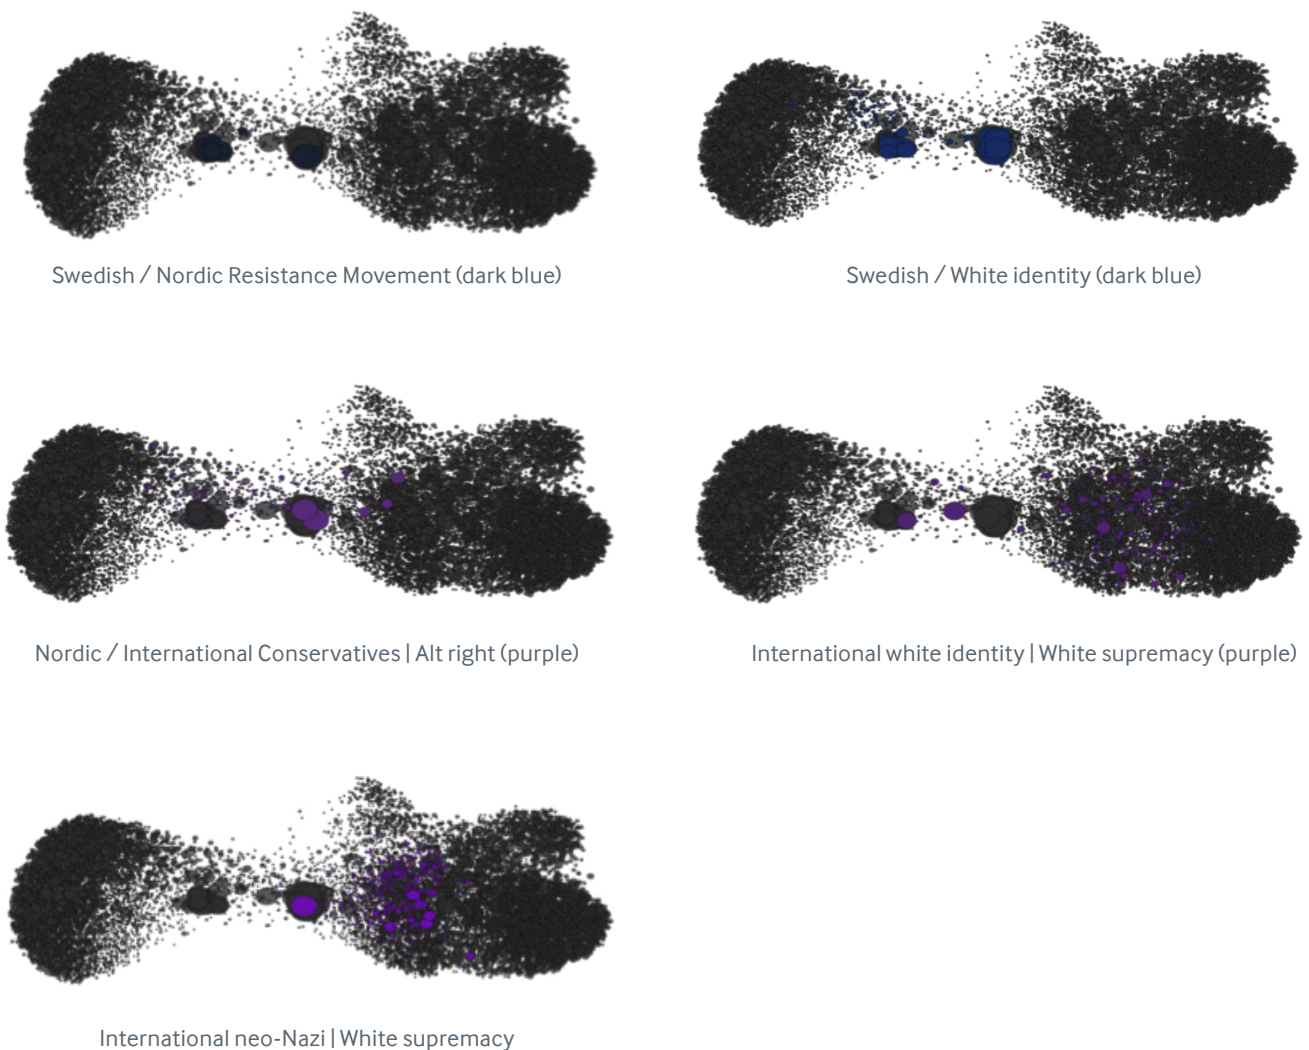 Swedish / Nordic Resistance Movement (dark blue)
Swedish / White identity (dark blue)
Nordic / International Conservatives | Alt right (purple)
International white identity | White supremacy (purple)
International neo-Nazi | White supremacy